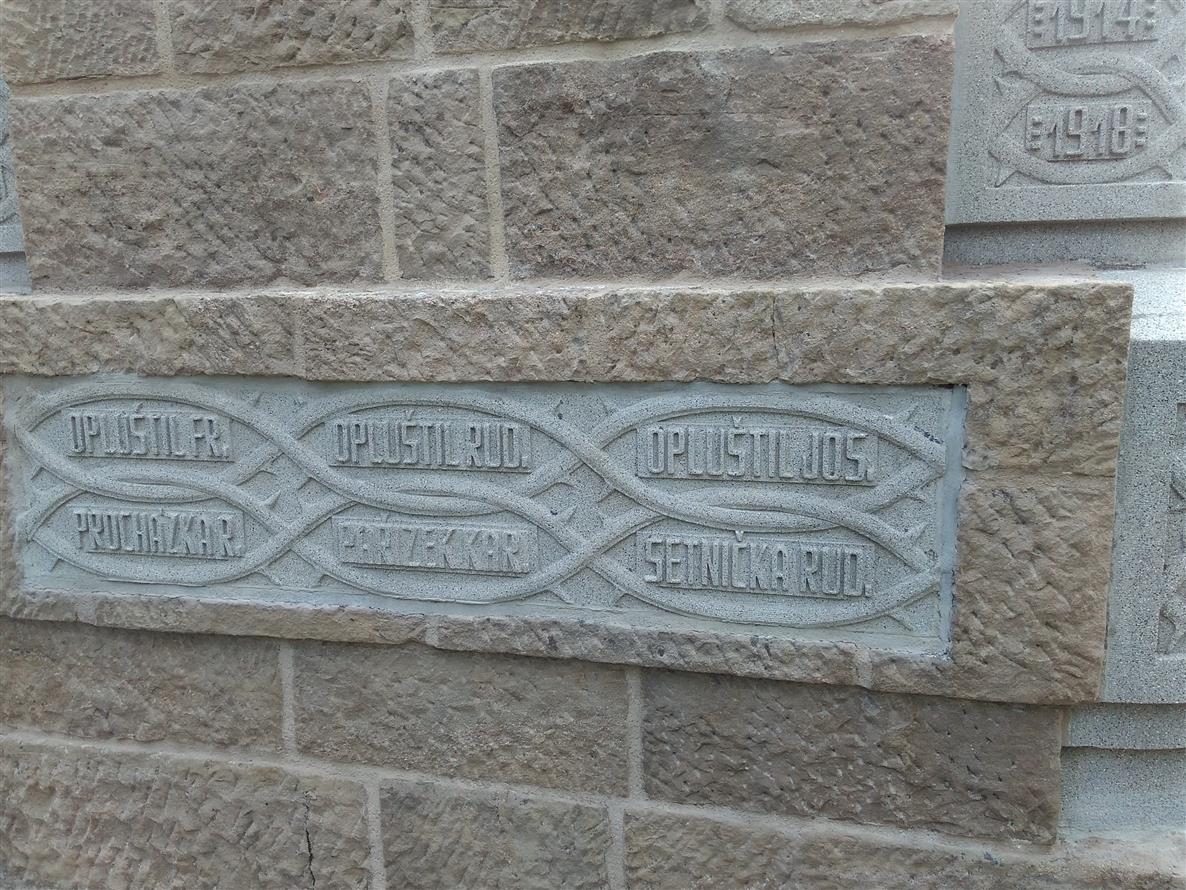 1914
1918
OPLUŠTIL FR.
OPLUŠTIL RUD.
OPLUŠTIL JOS.
PROCHÁZKA R.
PAŘÍZEK KAR.
SETNIČKA RUD.